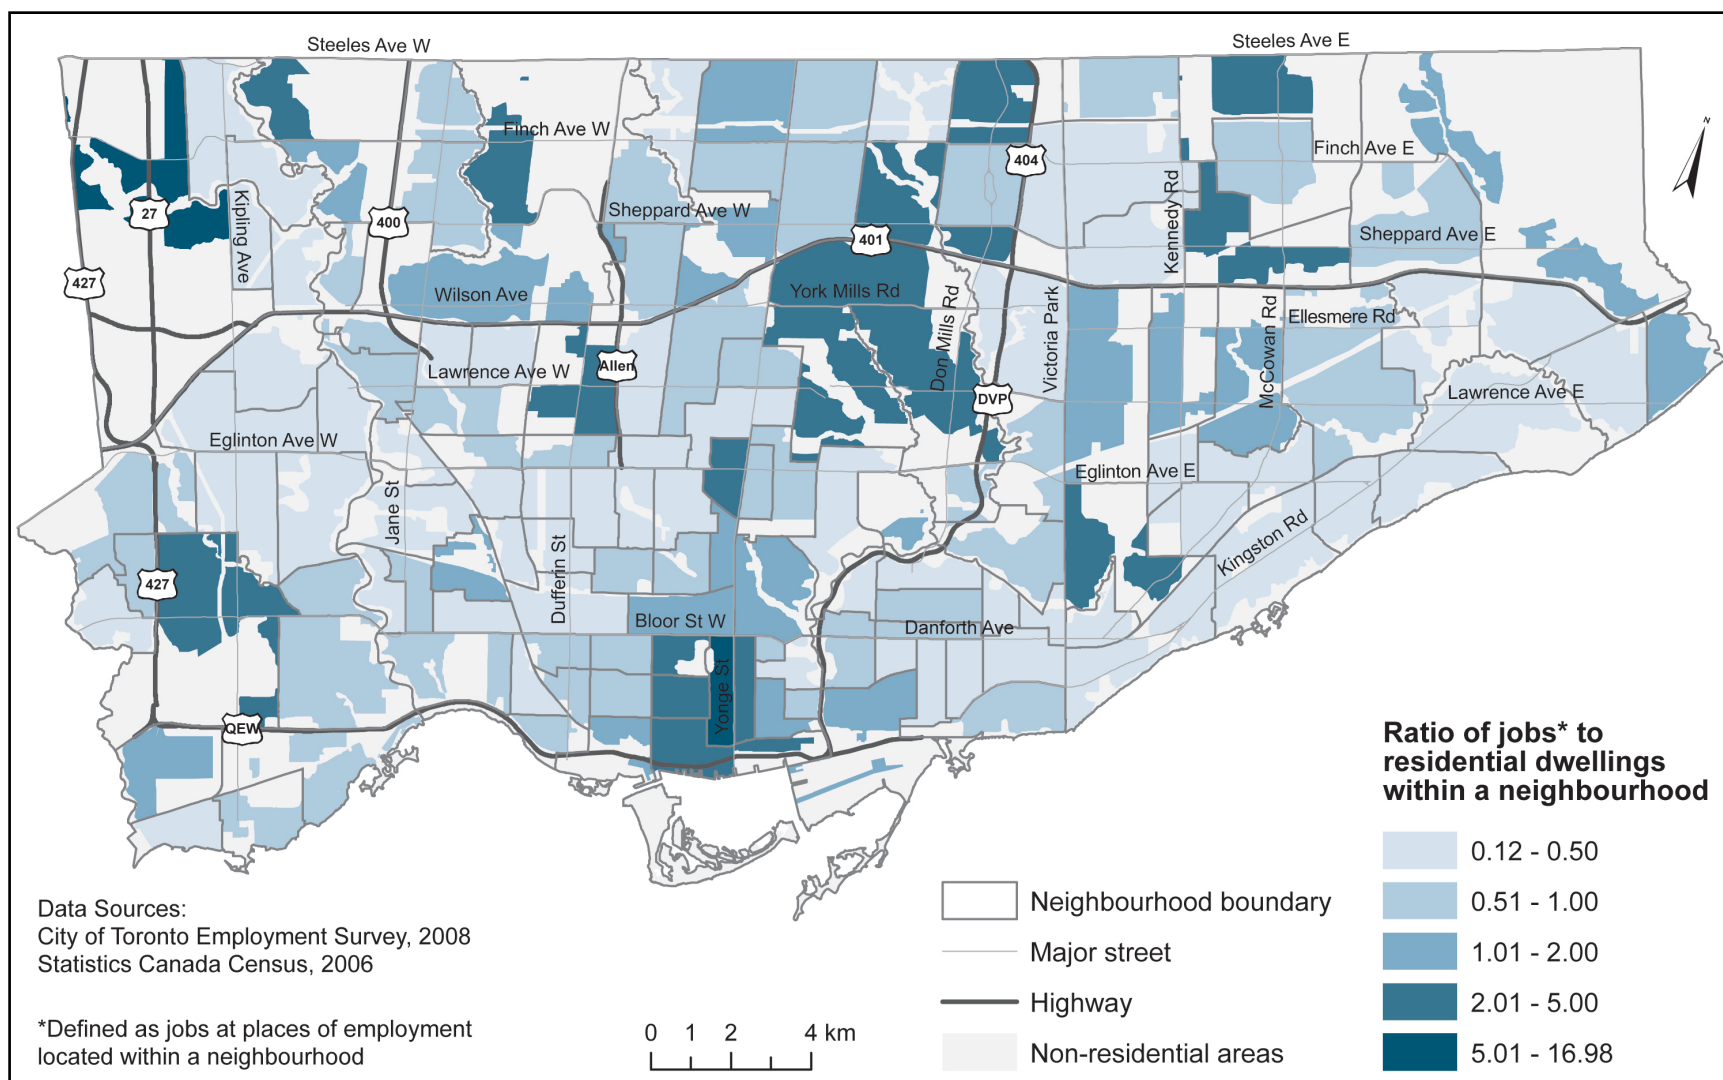 Steeles Ave W
Steeles Ave E
N
Finch Ave W
Finch Ave E
404
27
Kipling Ave
400
Sheppard Ave W
401
Kennedy Rd
Sheppard Ave E
427
Wilson Ave
York Mills Rd
Don Mills Rd
Victoria Park
McCowan Rd
Ellesmere Rd
Lawrence Ave W
Allen
DVP
Lawrence Ave E
Eglinton Ave W
Eglinton Ave E
Jane St
Dufferin St
Kingston Rd
427
Bloor St W
Danforth Ave
Yonge St
QEW
Ratio of jobs* to
residential dwellings
within a neighbourhood
0.12 - 0.50
0.51 - 1.00
1.01 - 2.00
2.01 - 5.00
5.01 - 16.98
Neighbourhood boundary
Major street
Highway
Non-residential areas
Data Sources:
City of Toronto Employment Survey, 2008
Statistics Canada Census, 2006
*Defined as jobs at places of employment
located within a neighbourhood
0 1 2 4 km